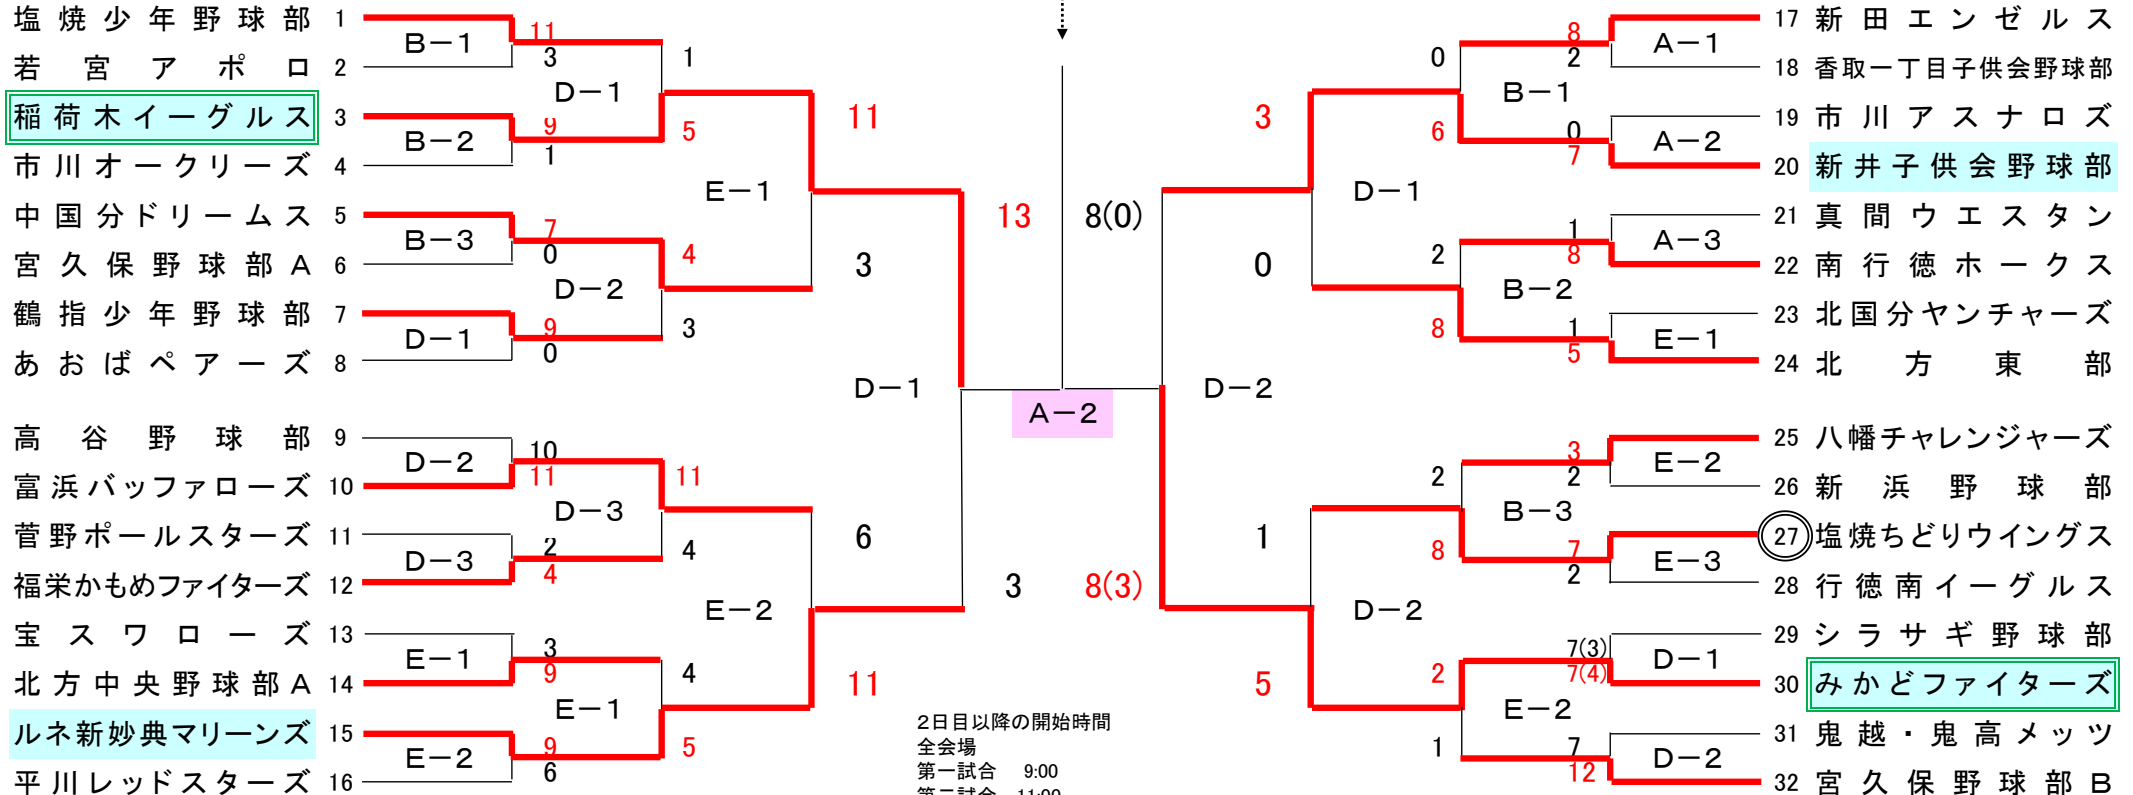 塩焼少年野球部 1
若宮アポロ 2
稲荷木イーグルス 3
市川オークリーズ 4
中国分ドリームス 5
宮久保野球部A 6
鶴指少年野球部 7
あおばペアーズ 8
高谷野球部 9
富浜バッファローズ 10
菅野ポールスターズ 11
福栄かもめファイターズ 12
宝スワローズ 13
北方中央野球部A 14
ルネ新妙典マリーンズ 15
平川レッドスターズ 16
B-1
B-2
B-3
D-1
D-2
D-3
E-1
E-2
11
3
9
1
7
0
9
0
10
11
2
4
3
9
9
6
D-1
D-2
D-3
E-1
1
5
4
3
11
4
4
5
E-1
E-2
11
3
6
11
D-1
13
3
A-2
8(0)
8(3)
D-2
3
0
1
5
D-1
D-2
0
6
2
8
2
8
2
1
B-1
B-2
B-3
E-2
8
2
0
7
1
8
1
5
3
2
7
2
7(3)
7(4)
7
12
A-1
A-2
A-3
E-1
E-2
E-3
D-1
D-2
17 新田エンゼルス
18 香取一丁目子供会野球部
19 市川アスナロズ
20 新井子供会野球部
21 真間ウエスタン
22 南行徳ホークス
23 北国分ヤンチャーズ
24 北方東部
25 八幡チャレンジャーズ
26 新浜野球部
27 塩焼ちどりウイングス
28 行徳南イーグルス
29 シラサギ野球部
30 みかどファイターズ
31 鬼越・鬼高メッツ
32 宮久保野球部B
2日目以降の開始時間
全会場
第一試合 9:00
第二試合 11:00